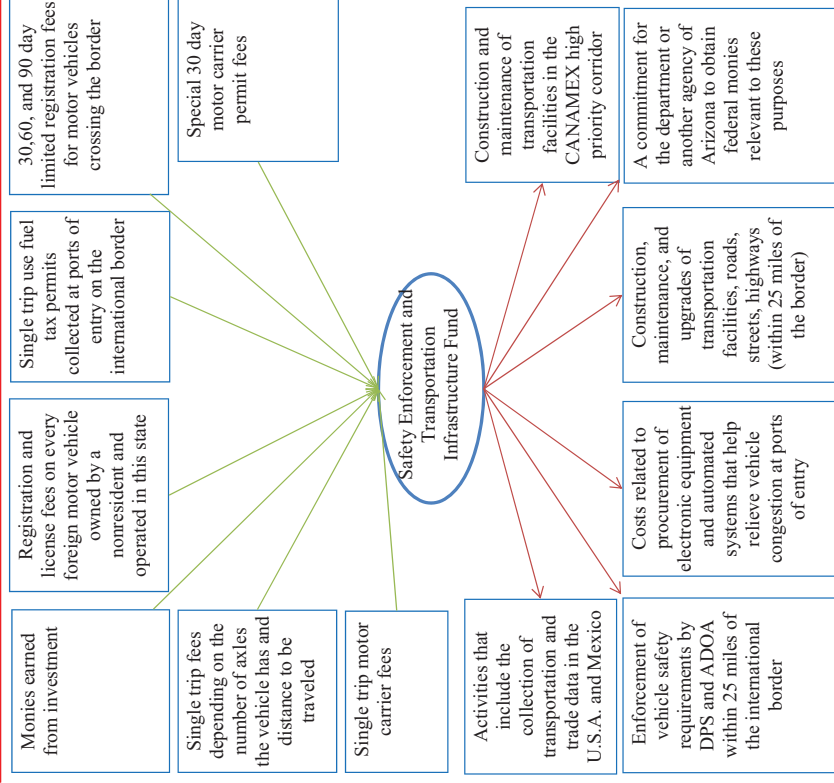 Monies earned
from investment
Registration and
license fees on every
foreign motor vehicle
owned by a
nonresident and
operated in this state
Single trip use fuel
tax permits
collected at ports of
entry on the
international border
30,60, and 90 day
limited registration fees
for motor vehicles
crossing the border
Single trip fees
depending on the
number of axles
the vehicle has and
distance to be
traveled
Special 30 day
motor carrier
permit fees
Single trip motor
carrier fees
Safety Enforcement and
Transportation
Infrastructure Fund
Activities that
include the
collection of
transportation and
trade data in the
U.S.A. and Mexico
Construction and
maintenance of
transportation
facilities in the
CANAMEX high
priority corridor
Enforcement of
vehicle safety
requirements by
DPS and ADOA
within 25 miles of
the international
border
Costs related to
procurement of
electronic equipment
and automated
systems that help
relieve vehicle
congestion at ports
of entry
Construction,
maintenance, and
upgrades of
transportation
facilities, roads,
streets, highways
(within 25 miles of
the border)
A commitment for
the department or
another agency of
Arizona to obtain
federal monies
relevant to these
purposes